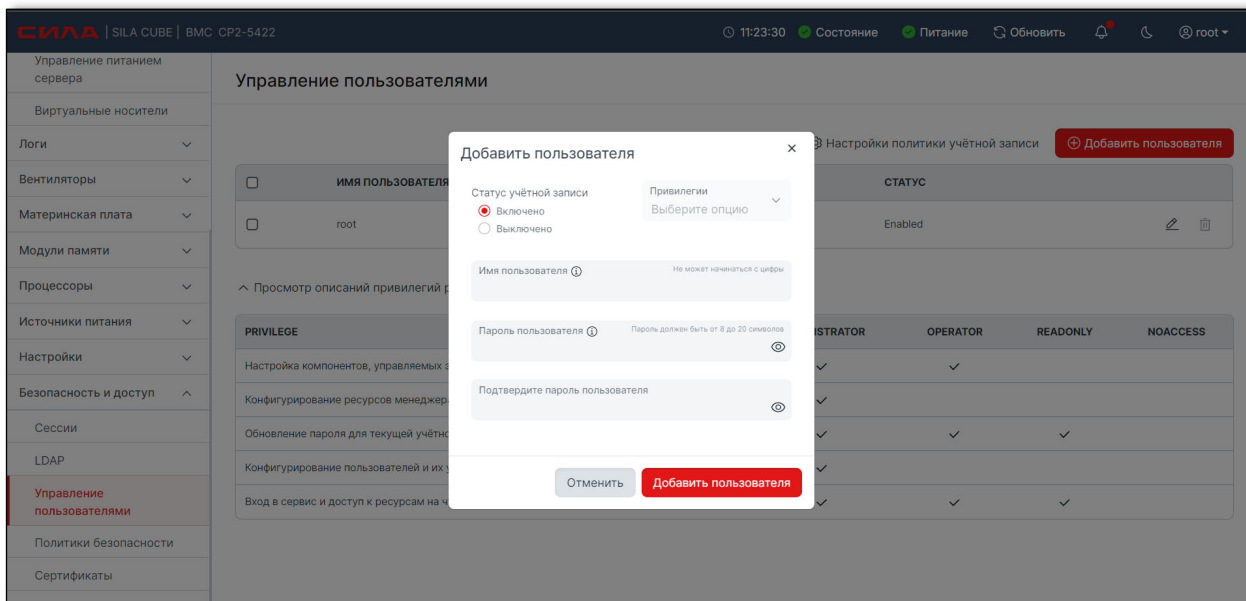 СИЛА | SILA CUBE | BMC CP2-5422
11:23:30 Состояние Питание Обновить root
Управление питанием
сервера
Виртуальные носители
Логи
Вентиляторы
Материнская плата
Модули памяти
Процессоры
Источники питания
Настройки
Безопасность и доступ
Сессии
LDAP
Управление
пользователями
Политики безопасности
Сертификаты
Управление пользователями
Настройки политики учётной записи
Добавить пользователя
ИМЯ ПОЛЬЗОВАТЕЛЯ СТАТУС
root Enabled
Просмотр описаний привилегий
PRIVILEGE OPERATOR READONLY NOACCESS
Настройка компонентов, управляемых
Конфигурирование ресурсов
Обновление пароля для текущей
Конфигурирование пользователей и их
Вход в сервис и доступ к ресурсам на
Добавить пользователя
Статус учётной записи
Включено
Выключено
Привилегии
Выберите опцию
Имя пользователя Не может начинаться с цифры
Пароль пользователя Пароль должен быть от 8 до 20 символов
Подтвердите пароль пользователя
Отменить
Добавить пользователя